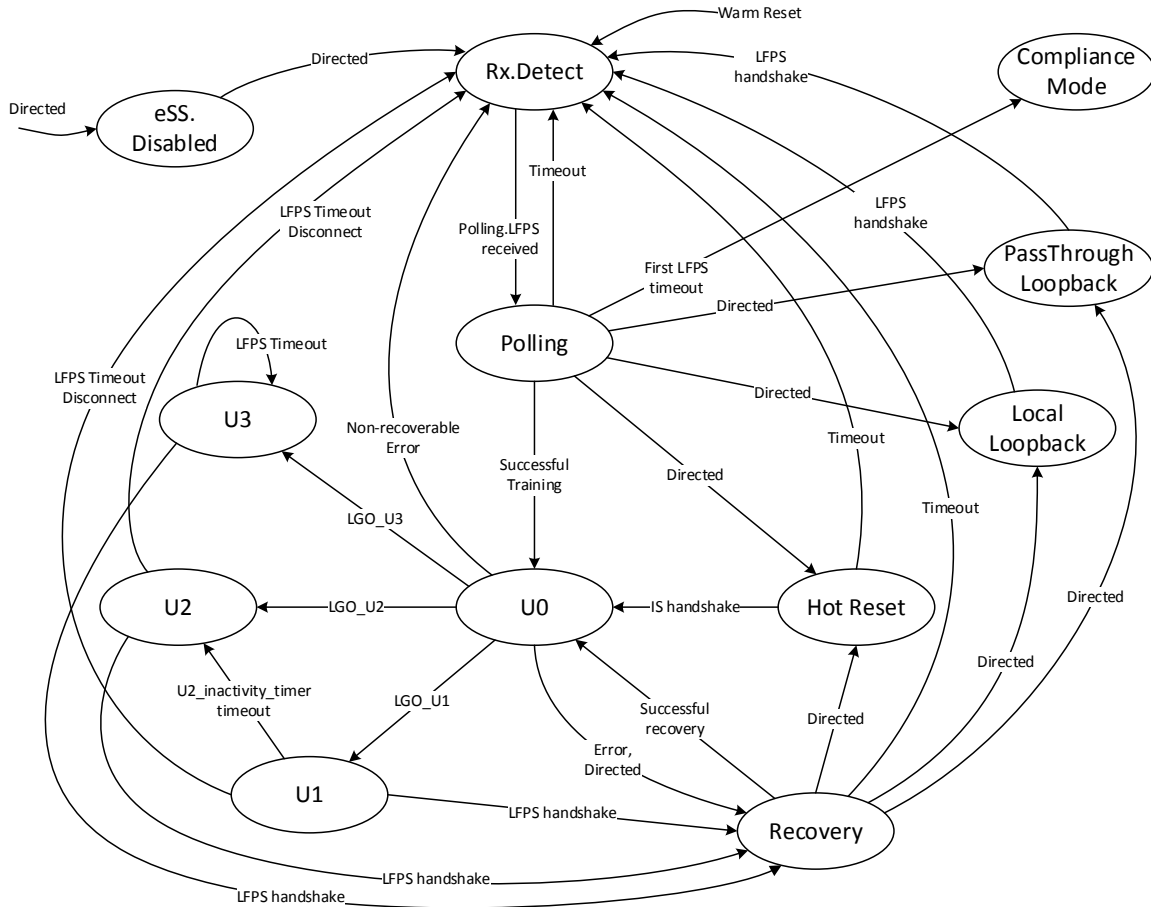 Warm Reset
Directed
Rx.Detect
LFPS
handshake
Compliance
Mode
Directed
eSS.
Disabled
Timeout
LFPS Timeout
Disconnect
Polling.LFPS
received
LFPS
handshake
PassThrough
Loopback
First LFPS
timeout
Directed
Polling
LFPS Timeout
LFPS Timeout
Disconnect
U3
Directed
Local
Loopback
Non-recoverable
Error
Timeout
Successful
Training
Directed
Timeout
LGO_U3
U2
LGO_U2
U0
IS handshake
Hot Reset
Directed
U2_inactivity_timer
timeout
LGO_U1
Directed
Successful
recovery
Directed
Error,
Directed
U1
LFPS handshake
Recovery
LFPS handshake
LFPS handshake